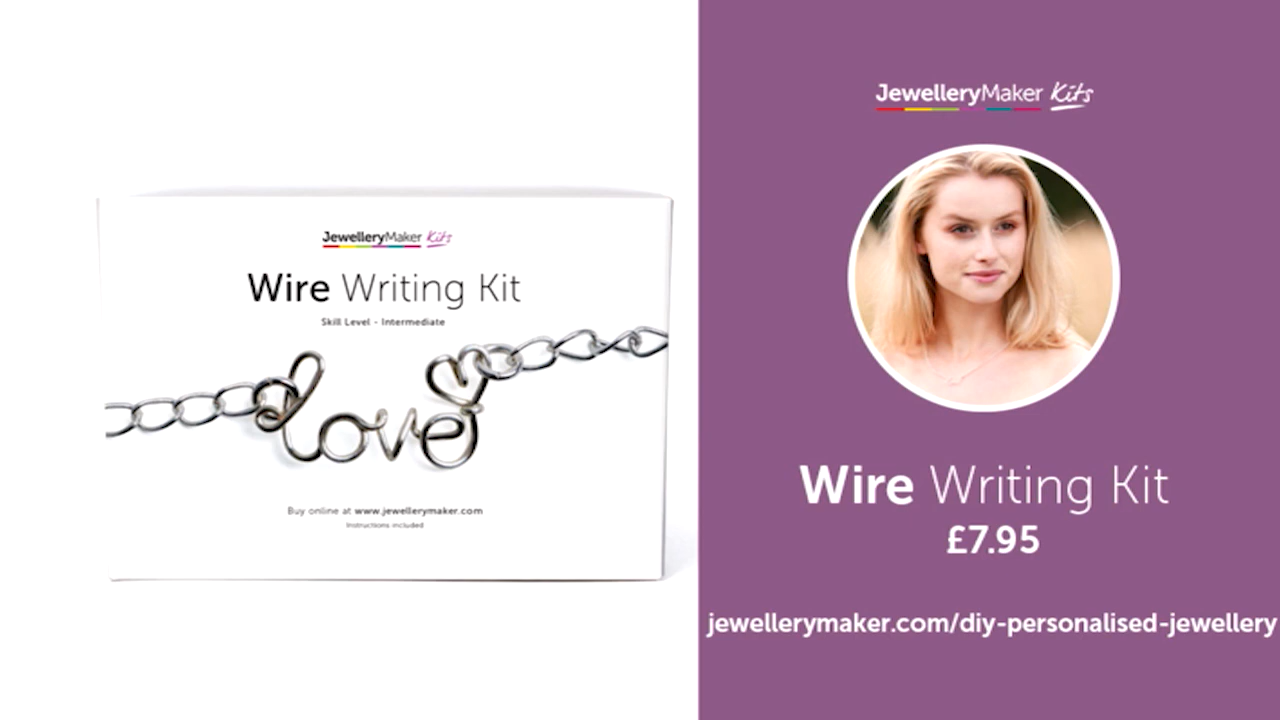 JewelleryMaker Kits
Wire Writing Kit
Skill Level - Intermediate
love
Buy online at www.jewellerymaker.com
Instructions included
JewelleryMaker Kits
Wire Writing Kit
£7.95
jewellerymaker.com/diy-personalised-jewellery